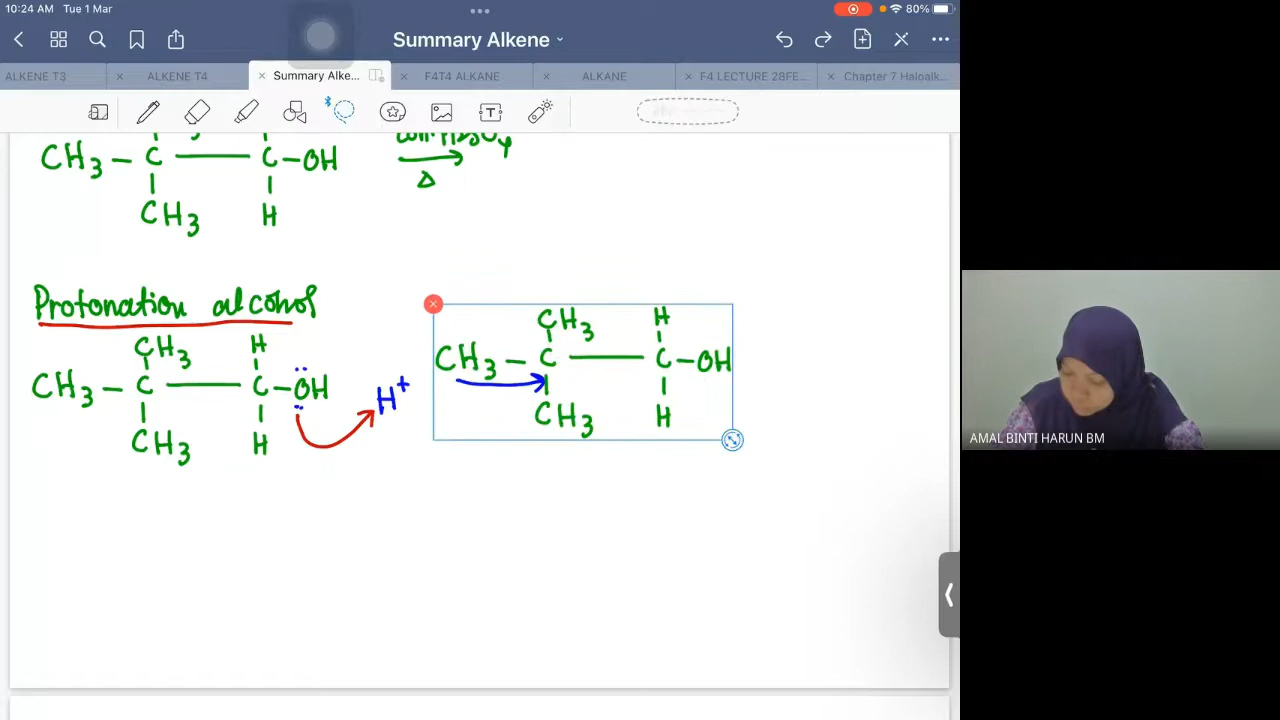 10:24 AM Tue 1 Mar
80%
Summary Alkene
ALKENE T3
ALKENE T4
Summary Alke...
F4T4 ALKANE
ALKANE
F4 LECTURE 28FE...
Chapter 7 Haloalk...
CH3 – C — C – OH
Δ
CH3 H
Protonation alcohol
CH3 H
CH3 – C — C – OH H+
CH3 H
CH3 H
CH3 – C — C – OH
CH3 H
AMAL BINTI HARUN BM